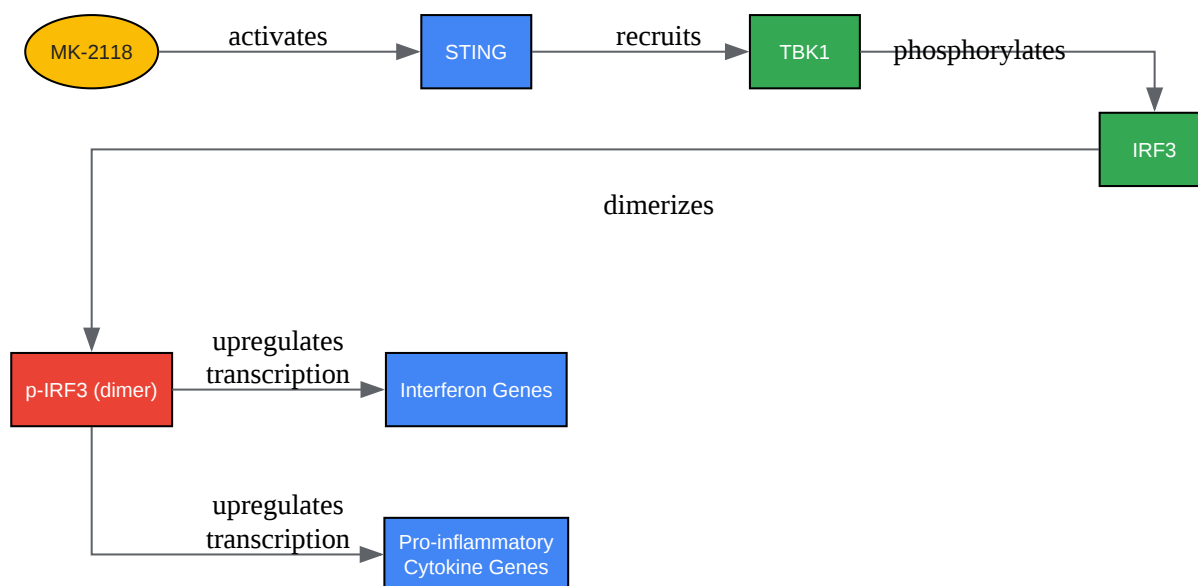 MK-2118
activates
STING
recruits
TBK1
phosphorylates
IRF3
dimerizes
p-IRF3 (dimer)
upregulates
transcription
Interferon Genes
upregulates
transcription
Pro-inflammatory
Cytokine Genes